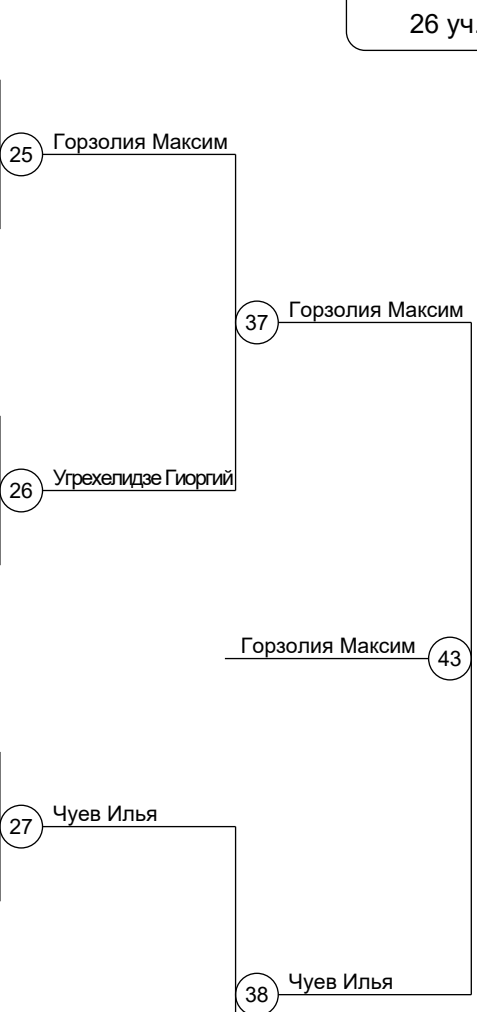 26 уч.
Горзолия Максим
25
Горзолия Максим
37
Угрехелидзе Гиоргий
26
Горзолия Максим
43
Чуев Илья
27
Чуев Илья
38